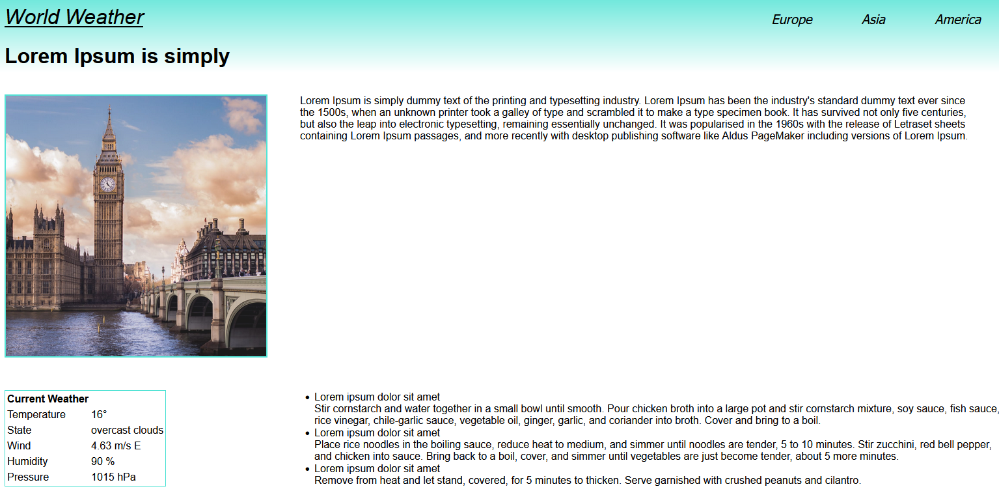 World Weather
Europe
Asia
America
Lorem Ipsum is simply
Lorem Ipsum is simply dummy text of the printing and typesetting industry. Lorem Ipsum has been the industry's standard dummy text ever since
the 1500s, when an unknown printer took a galley of type and scrambled it to make a type specimen book. It has survived not only five centuries,
but also the leap into electronic typesetting, remaining essentially unchanged. It was popularised in the 1960s with the release of Letraset sheets
containing Lorem Ipsum passages, and more recently with desktop publishing software like Aldus PageMaker including versions of Lorem Ipsum.
Current Weather
Temperature 16°
State overcast clouds
Wind 4.63 m/s E
Humidity 90 %
Pressure 1015 hPa
• Lorem ipsum dolor sit amet
Stir cornstarch and water together in a small bowl until smooth. Pour chicken broth into a large pot and stir cornstarch mixture, soy sauce, fish sauce,
rice vinegar, chile-garlic sauce, vegetable oil, ginger, garlic, and coriander into broth. Cover and bring to a boil.
• Lorem ipsum dolor sit amet
Place rice noodles in the boiling sauce, reduce heat to medium, and simmer until noodles are tender, 5 to 10 minutes. Stir zucchini, red bell pepper,
and chicken into sauce. Bring back to a boil, cover, and simmer until vegetables are just become tender, about 5 more minutes.
• Lorem ipsum dolor sit amet
Remove from heat and let stand, covered, for 5 minutes to thicken. Serve garnished with crushed peanuts and cilantro.